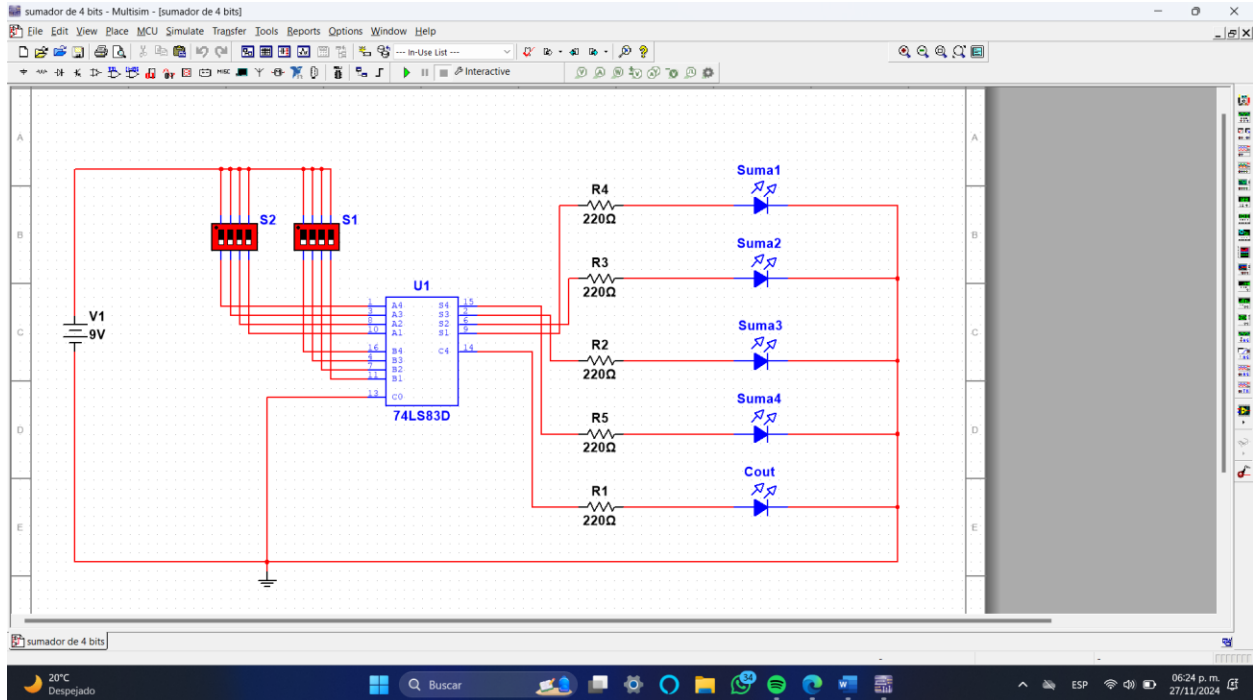 sumador de 4 bits - Multisim - [sumador de 4 bits]
File Edit View Place MCU Simulate Transfer Tools Reports Options Window Help
--- In-Use List ---
Interactive
A
B
C
D
E
A
B
C
D
E
S2
S1
V1
9V
U1
1 A4 S4 15
3 A3 S3 2
8 A2 S2 6
10 A1 S1 9
16 B4 C4 14
4 B3
7 B2
11 B1
13 C0
74LS83D
R4
220Ω
Suma1
R3
220Ω
Suma2
R2
220Ω
Suma3
R5
220Ω
Suma4
R1
220Ω
Cout
sumador de 4 bits
20°C
Despejado
Buscar
34
ESP
06:24 p. m.
27/11/2024